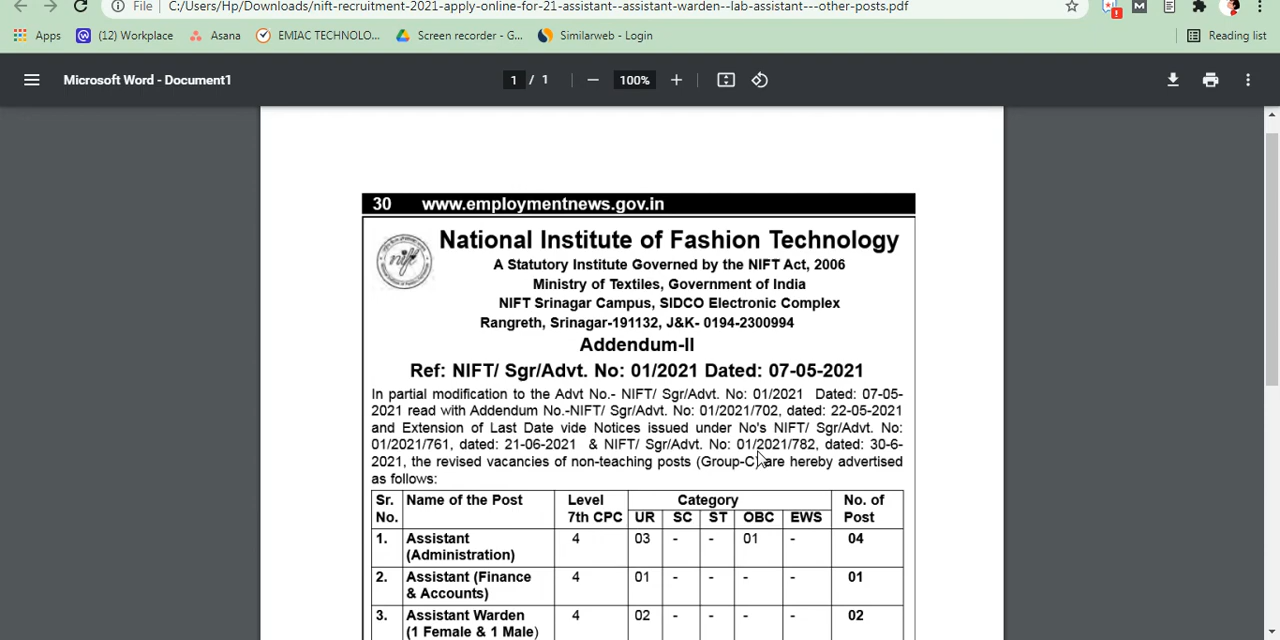 File C:/Users/Hp/Downloads/nift-recruitment-2021-apply-online-for-21-assistant--assistant-warden--lab-assistant---other-posts.pdf
Apps (12) Workplace Asana EMIAC TECHNOLO... Screen recorder - G... Similarweb - Login Reading list
Microsoft Word - Document1 1 / 1 100%
30 www.employmentnews.gov.in
nift
National Institute of Fashion Technology
A Statutory Institute Governed by the NIFT Act, 2006
Ministry of Textiles, Government of India
NIFT Srinagar Campus, SIDCO Electronic Complex
Rangreth, Srinagar-191132, J&K- 0194-2300994
Addendum-II
Ref: NIFT/ Sgr/Advt. No: 01/2021 Dated: 07-05-2021
In partial modification to the Advt No.- NIFT/ Sgr/Advt. No: 01/2021 Dated: 07-05-
2021 read with Addendum No.-NIFT/ Sgr/Advt. No: 01/2021/702, dated: 22-05-2021
and Extension of Last Date vide Notices issued under No's NIFT/ Sgr/Advt. No:
01/2021/761, dated: 21-06-2021 & NIFT/ Sgr/Advt. No: 01/2021/782, dated: 30-6-
2021, the revised vacancies of non-teaching posts (Group-C) are hereby advertised
as follows:
Sr. Name of the Post Level Category No. of
No. 7th CPC UR SC ST OBC EWS Post
1. Assistant 4 03 - - 01 - 04
(Administration)
2. Assistant (Finance 4 01 - - - - 01
& Accounts)
3. Assistant Warden 4 02 - - - - 02
(1 Female & 1 Male)